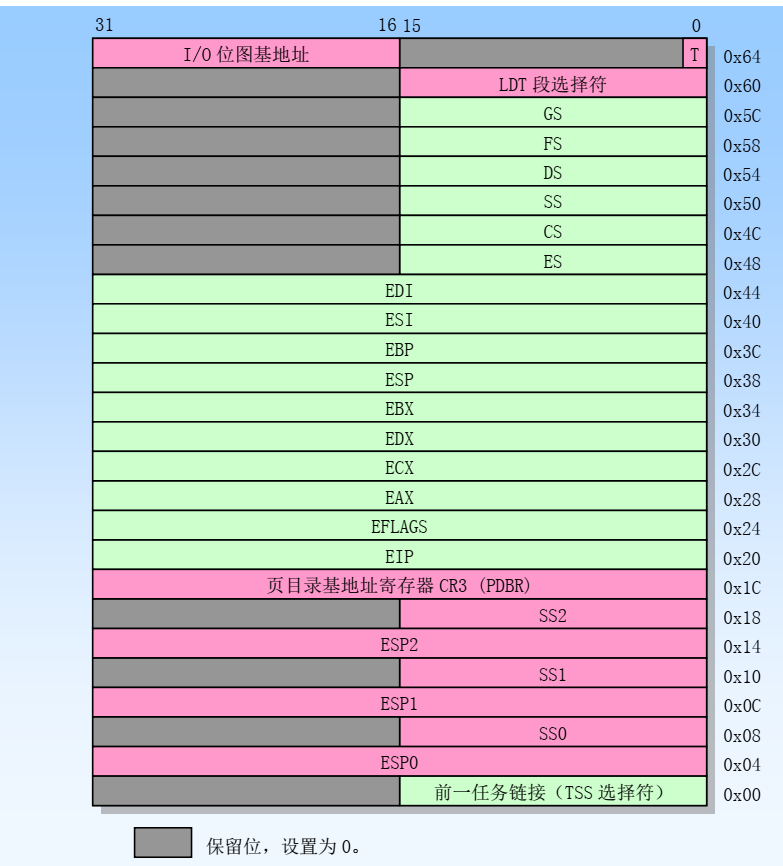 31 16 15 0
I/O 位图基地址 T 0x64
LDT 段选择符 0x60
GS 0x5C
FS 0x58
DS 0x54
SS 0x50
CS 0x4C
ES 0x48
EDI 0x44
ESI 0x40
EBP 0x3C
ESP 0x38
EBX 0x34
EDX 0x30
ECX 0x2C
EAX 0x28
EFLAGS 0x24
EIP 0x20
页目录基地址寄存器 CR3 (PDBR) 0x1C
SS2 0x18
ESP2 0x14
SS1 0x10
ESP1 0x0C
SS0 0x08
ESP0 0x04
前一任务链接（TSS 选择符） 0x00
保留位，设置为 0。